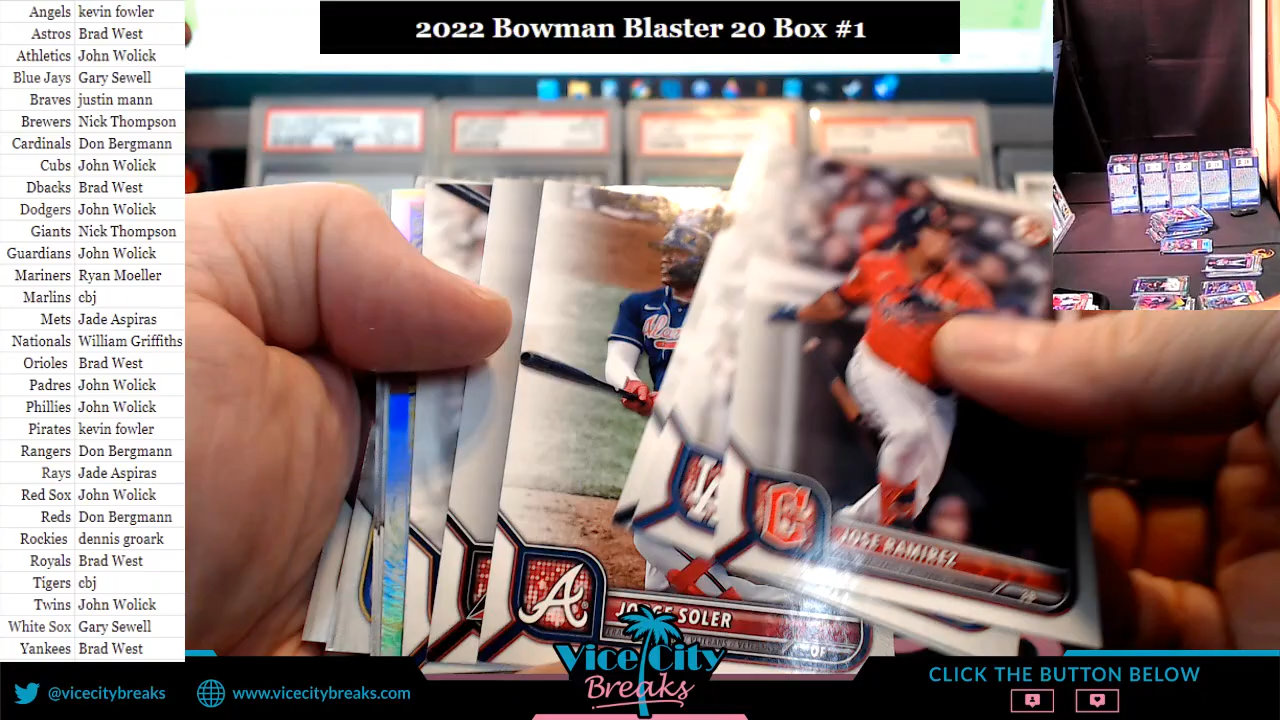 2022 Bowman Blaster 20 Box #1
Angels kevin fowler
Astros Brad West
Athletics John Wolick
Blue Jays Gary Sewell
Braves justin mann
Brewers Nick Thompson
Cardinals Don Bergmann
Cubs John Wolick
Dbacks Brad West
Dodgers John Wolick
Giants Nick Thompson
Guardians John Wolick
Mariners Ryan Moeller
Marlins cbj
Mets Jade Aspiras
Nationals William Griffiths
Orioles Brad West
Padres John Wolick
Phillies John Wolick
Pirates kevin fowler
Rangers Don Bergmann
Rays Jade Aspiras
Red Sox John Wolick
Reds Don Bergmann
Rockies dennis groark
Royals Brad West
Tigers cbj
Twins John Wolick
White Sox Gary Sewell
Yankees Brad West
LA
C
JOSE RAMIREZ
A
JORGE SOLER
OF
Vice City
Breaks
@vicecitybreaks
www.vicecitybreaks.com
CLICK THE BUTTON BELOW